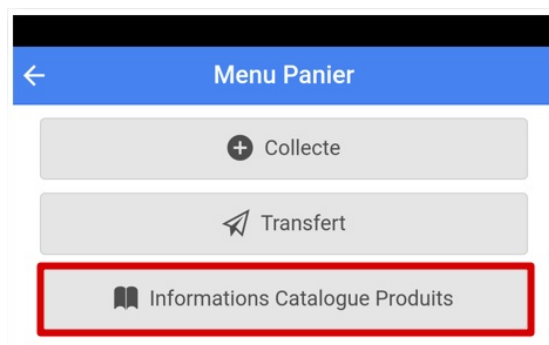 Menu Panier
Collecte
Transfert
Informations Catalogue Produits